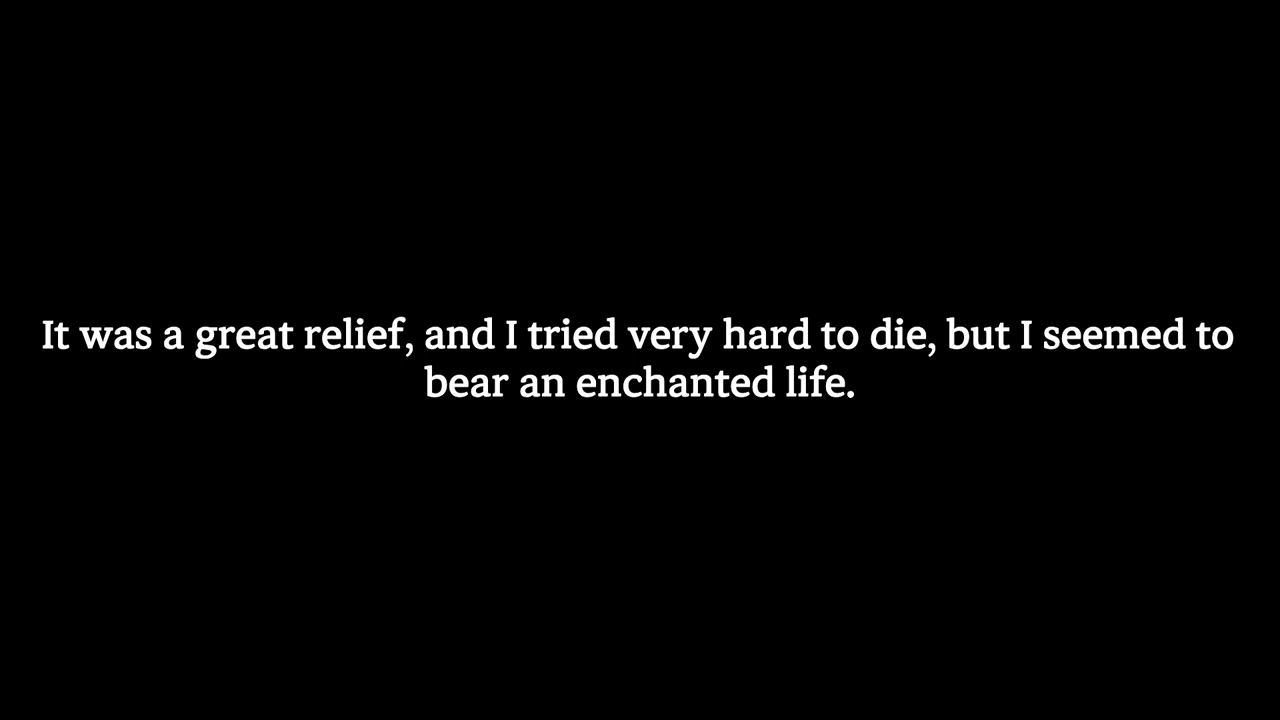 It was a great relief, and I tried very hard to die, but I seemed to
bear an enchanted life.